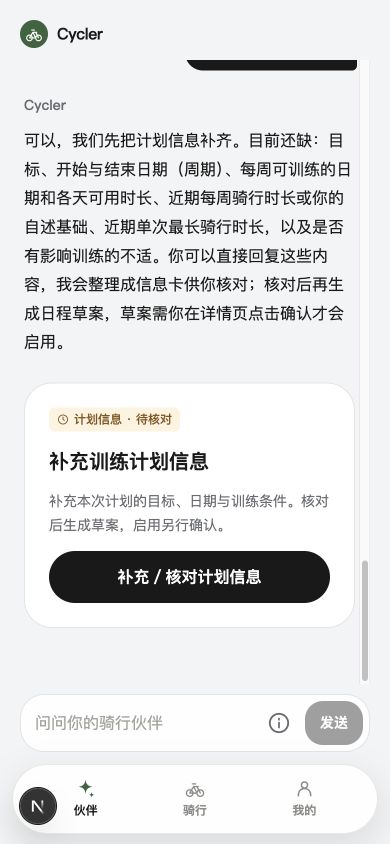 Cycler
Cycler
可以，我们先把计划信息补齐。目前还缺：目
标、开始与结束日期（周期）、每周可训练的日
期和各天可用时长、近期每周骑行时长或你的
自述基础、近期单次最长骑行时长，以及是否
有影响训练的不适。你可以直接回复这些内
容，我会整理成信息卡供你核对；核对后再生
成日程草案，草案需你在详情页点击确认才会
启用。
计划信息 · 待核对
补充训练计划信息
补充本次计划的目标、日期与训练条件。核对
后生成草案，启用另行确认。
补充 / 核对计划信息
问问你的骑行伙伴
发送
N
伙伴
骑行
我的